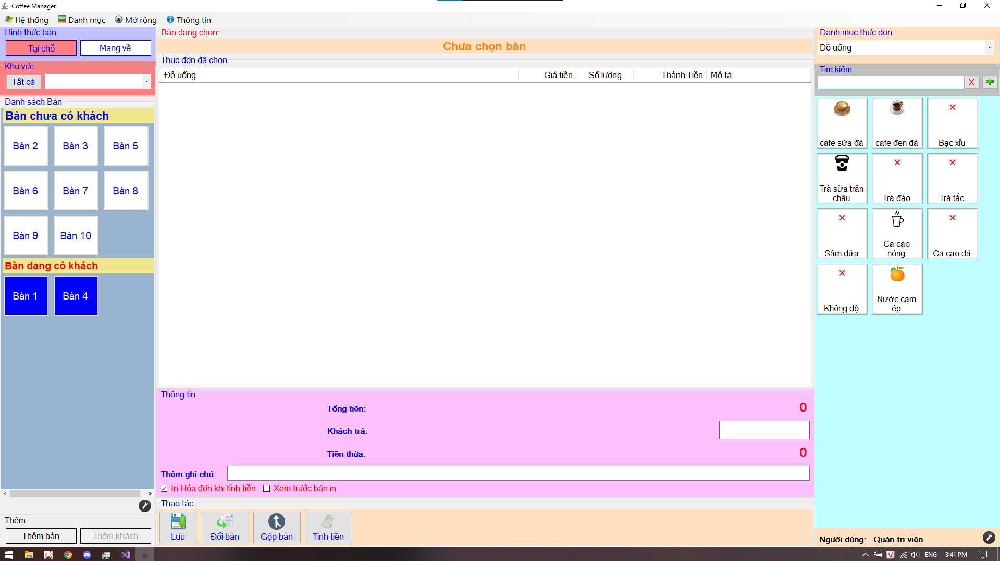 Coffee Manager
Hệ thống Danh mục Mở rộng Thông tin
Hình thức bán
Tại chỗ Mang về
Khu vực
Tất cả
Danh sách Bàn
Bàn chưa có khách
Bàn 2 Bàn 3 Bàn 5
Bàn 6 Bàn 7 Bàn 8
Bàn 9 Bàn 10
Bàn đang có khách
Bàn 1 Bàn 4
Thêm
Thêm bàn Thêm khách
Bàn đang chọn:
Chưa chọn bàn
Thực đơn đã chọn
Đồ uống Giá tiền Số lượng Thành Tiền Mô tả
Thông tin
Tổng tiền: 0
Khách trả:
Tiền thừa: 0
Thêm ghi chú:
In Hóa đơn khi tính tiền Xem trước bản in
Thao tác
Lưu Đổi bàn Gộp bàn Tính tiền
Danh mục thực đơn
Đồ uống
Tìm kiếm
X
cafe sữa đá cafe đen đá Bạc xỉu
Trà sữa trân
châu
Trà đào Trà tắc
Sâm dứa
Ca cao
nóng
Ca cao đá
Không độ
Nước cam
ép
Người dùng: Quản trị viên
V ENG 3:41 PM